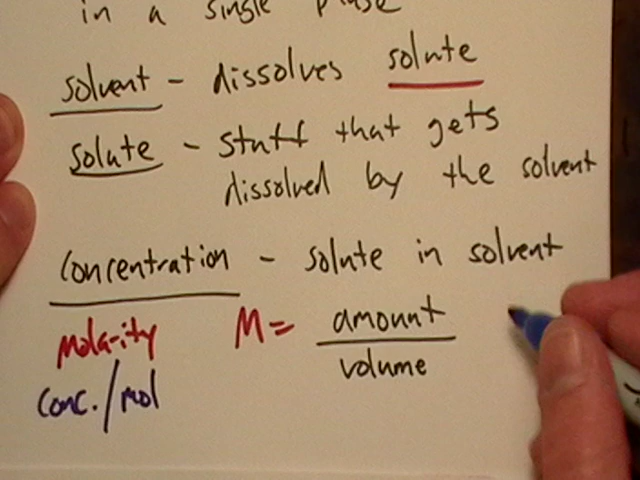 in a single phase
solvent - dissolves solute
solute - stuff that gets
dissolved by the solvent
concentration - solute in solvent
Molarity M = amount
volume
conc./mol